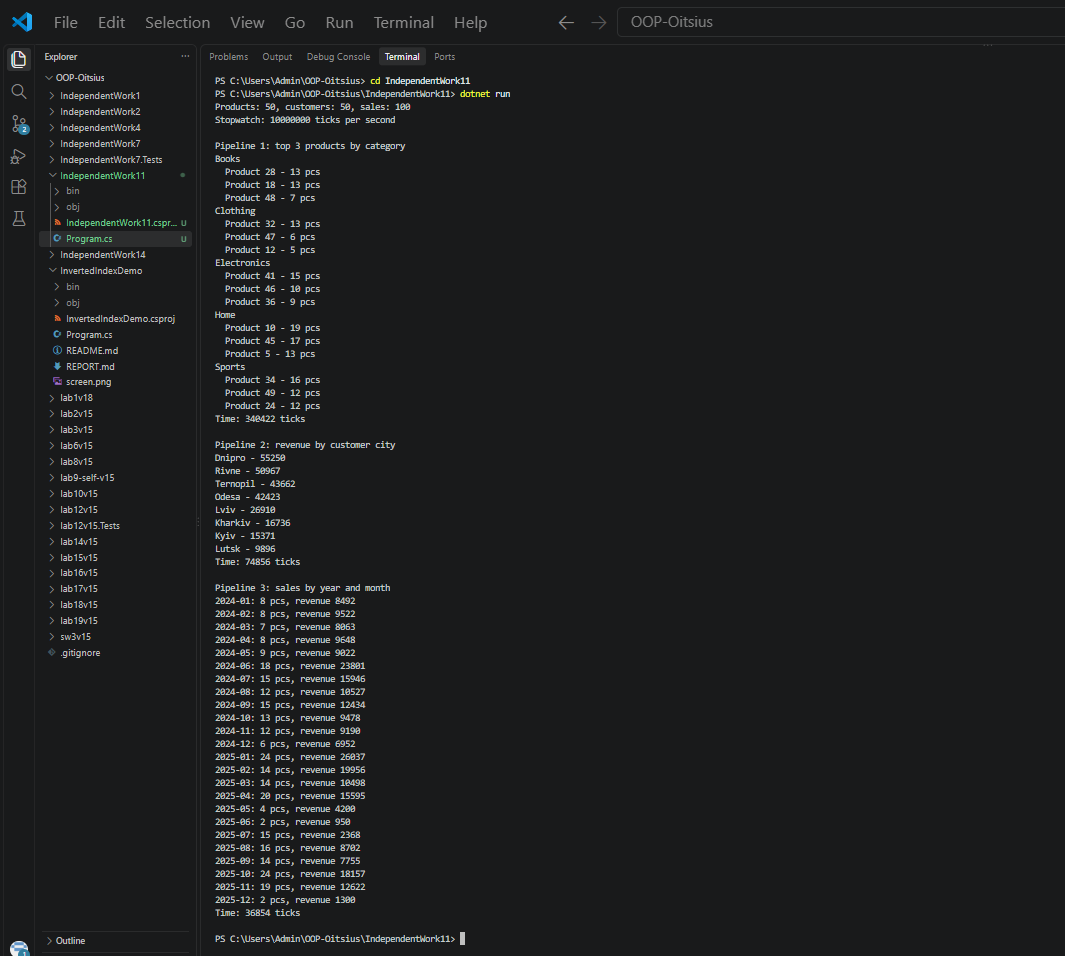 File Edit Selection View Go Run Terminal Help OOP-Oitsius
Explorer
OOP-Oitsius
IndependentWork1
IndependentWork2
IndependentWork4
IndependentWork7
IndependentWork7.Tests
IndependentWork11
bin
obj
IndependentWork11.cspr... U
Program.cs U
IndependentWork14
InvertedIndexDemo
bin
obj
InvertedIndexDemo.csproj
Program.cs
README.md
REPORT.md
screen.png
lab1v18
lab2v15
lab3v15
lab6v15
lab8v15
lab9-self-v15
lab10v15
lab12v15
lab12v15.Tests
lab14v15
lab15v15
lab16v15
lab17v15
lab18v15
lab19v15
sw3v15
.gitignore
Outline
2
1
Problems Output Debug Console Terminal Ports
PS C:\Users\Admin\OOP-Oitsius> cd IndependentWork11
PS C:\Users\Admin\OOP-Oitsius\IndependentWork11> dotnet run
Products: 50, customers: 50, sales: 100
Stopwatch: 10000000 ticks per second
Pipeline 1: top 3 products by category
Books
Product 28 - 13 pcs
Product 18 - 13 pcs
Product 48 - 7 pcs
Clothing
Product 32 - 13 pcs
Product 47 - 6 pcs
Product 12 - 5 pcs
Electronics
Product 41 - 15 pcs
Product 46 - 10 pcs
Product 36 - 9 pcs
Home
Product 10 - 19 pcs
Product 45 - 17 pcs
Product 5 - 13 pcs
Sports
Product 34 - 16 pcs
Product 49 - 12 pcs
Product 24 - 12 pcs
Time: 340422 ticks
Pipeline 2: revenue by customer city
Dnipro - 55250
Rivne - 50967
Ternopil - 43662
Odesa - 42423
Lviv - 26910
Kharkiv - 16736
Kyiv - 15371
Lutsk - 9896
Time: 74856 ticks
Pipeline 3: sales by year and month
2024-01: 8 pcs, revenue 8492
2024-02: 8 pcs, revenue 9522
2024-03: 7 pcs, revenue 8063
2024-04: 8 pcs, revenue 9648
2024-05: 9 pcs, revenue 9022
2024-06: 18 pcs, revenue 23801
2024-07: 15 pcs, revenue 15946
2024-08: 12 pcs, revenue 10527
2024-09: 15 pcs, revenue 12434
2024-10: 13 pcs, revenue 9478
2024-11: 12 pcs, revenue 9190
2024-12: 6 pcs, revenue 6952
2025-01: 24 pcs, revenue 26037
2025-02: 14 pcs, revenue 19956
2025-03: 14 pcs, revenue 10498
2025-04: 20 pcs, revenue 15595
2025-05: 4 pcs, revenue 4200
2025-06: 2 pcs, revenue 950
2025-07: 15 pcs, revenue 2368
2025-08: 16 pcs, revenue 8702
2025-09: 14 pcs, revenue 7755
2025-10: 24 pcs, revenue 18157
2025-11: 19 pcs, revenue 12622
2025-12: 2 pcs, revenue 1300
Time: 36854 ticks
PS C:\Users\Admin\OOP-Oitsius\IndependentWork11>